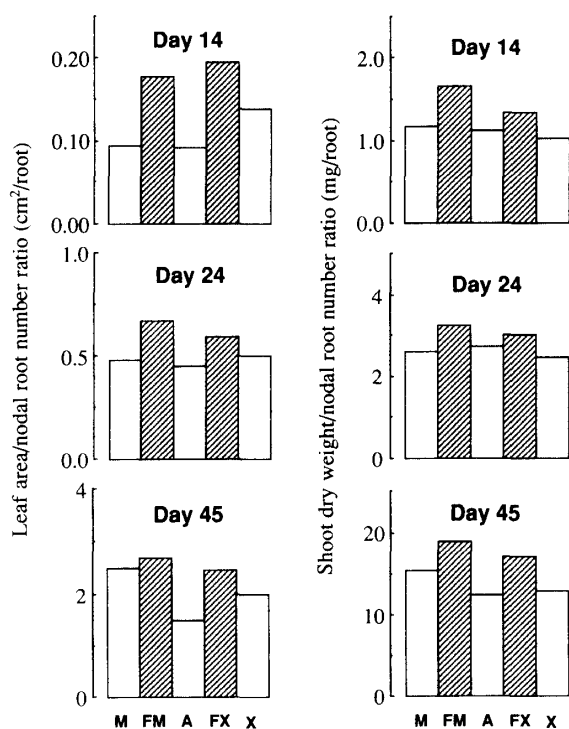 Leaf area/nodal root number ratio (cm²/root)
Day 14
0.20
0.10
0.00
Day 24
1.0
0.5
0.0
Day 45
4
2
0
M FM A FX X
Shoot dry weight/nodal root number ratio (mg/root)
Day 14
2.0
1.0
0
Day 24
4
2
0
Day 45
20
10
0
M FM A FX X